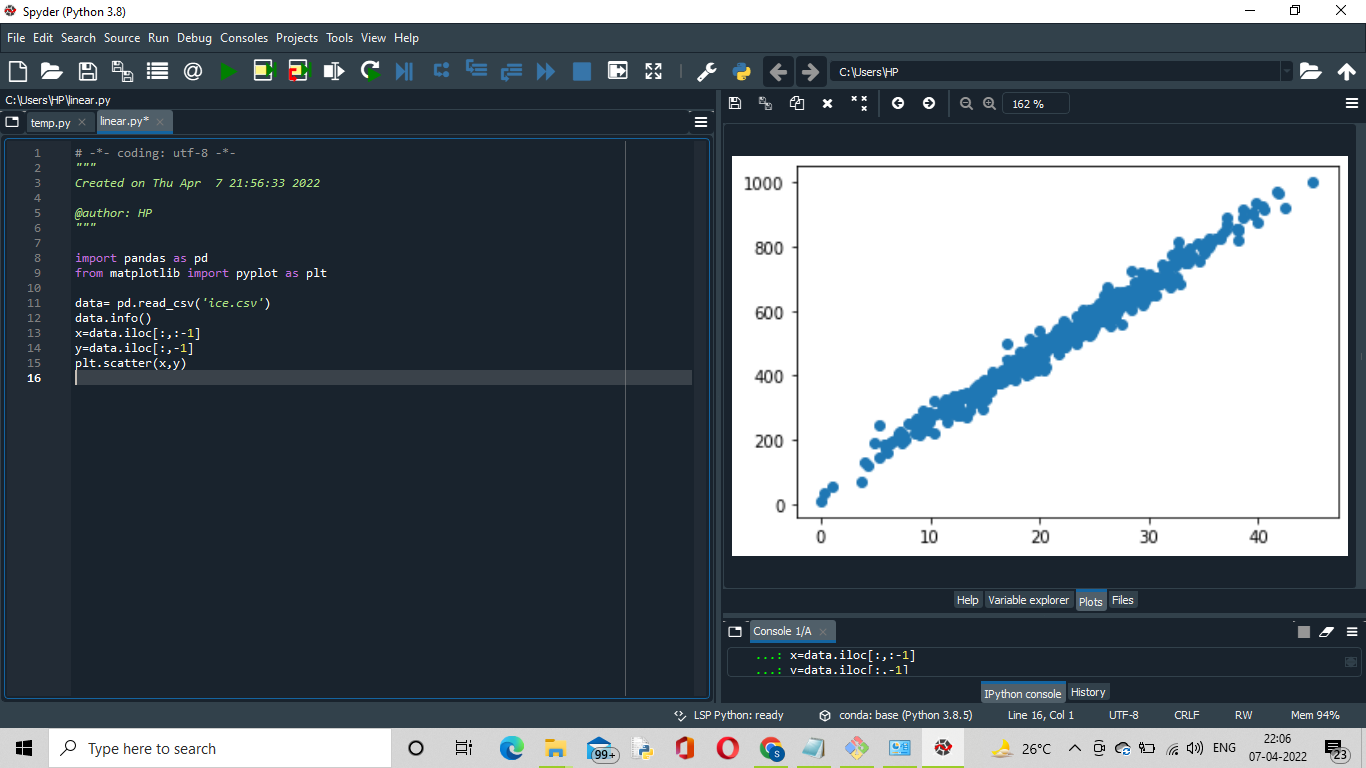 Spyder (Python 3.8)
File Edit Search Source Run Debug Consoles Projects Tools View Help
C:\Users\HP
C:\Users\HP\linear.py
temp.py
linear.py*
162 %
1 # -*- coding: utf-8 -*-
2 """
3 Created on Thu Apr  7 21:56:33 2022
4
5 @author: HP
6 """
7
8 import pandas as pd
9 from matplotlib import pyplot as plt
10
11 data= pd.read_csv('ice.csv')
12 data.info()
13 x=data.iloc[:,:-1]
14 y=data.iloc[:,-1]
15 plt.scatter(x,y)
16
1000
800
600
400
200
0
0 10 20 30 40
Help Variable explorer Plots Files
Console 1/A
...: x=data.iloc[:,:-1]
...: y=data.iloc[:,-1]
IPython console History
LSP Python: ready conda: base (Python 3.8.5) Line 16, Col 1 UTF-8 CRLF RW Mem 94%
Type here to search
99+
S
26°C
ENG
22:06
07-04-2022
23